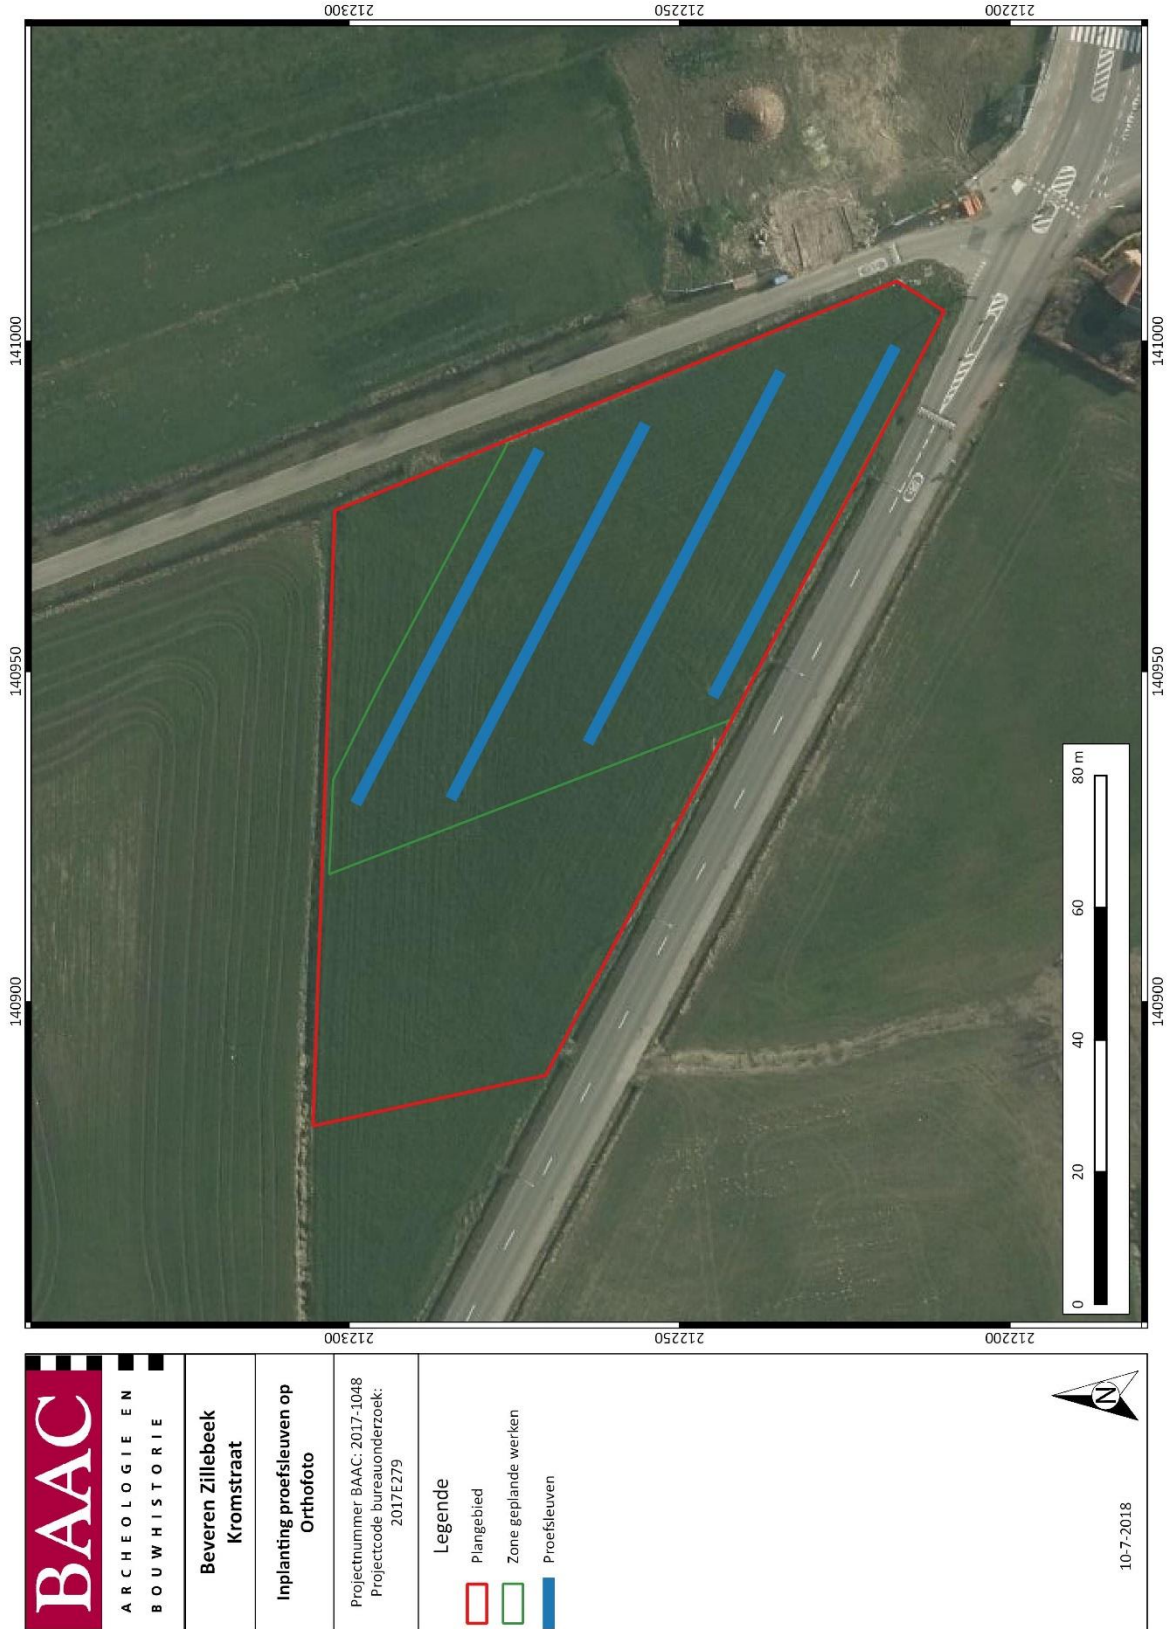 BAAC
ARCHEOLOGIE EN
BOUWHISTORIE
Beveren Zillebeek
Kromstraat
Inplanting proefsleuven op
Orthofoto
Projectnummer BAAC: 2017-1048
Projectcode bureauonderzoek:
2017E279
Legende
Plangebied
Zone geplande werken
Proefsleuven
N
10-7-2018
140900
140950
141000
212300
212250
212200
212300
212250
212200
0
20
40
60
80 m
140900
140950
141000